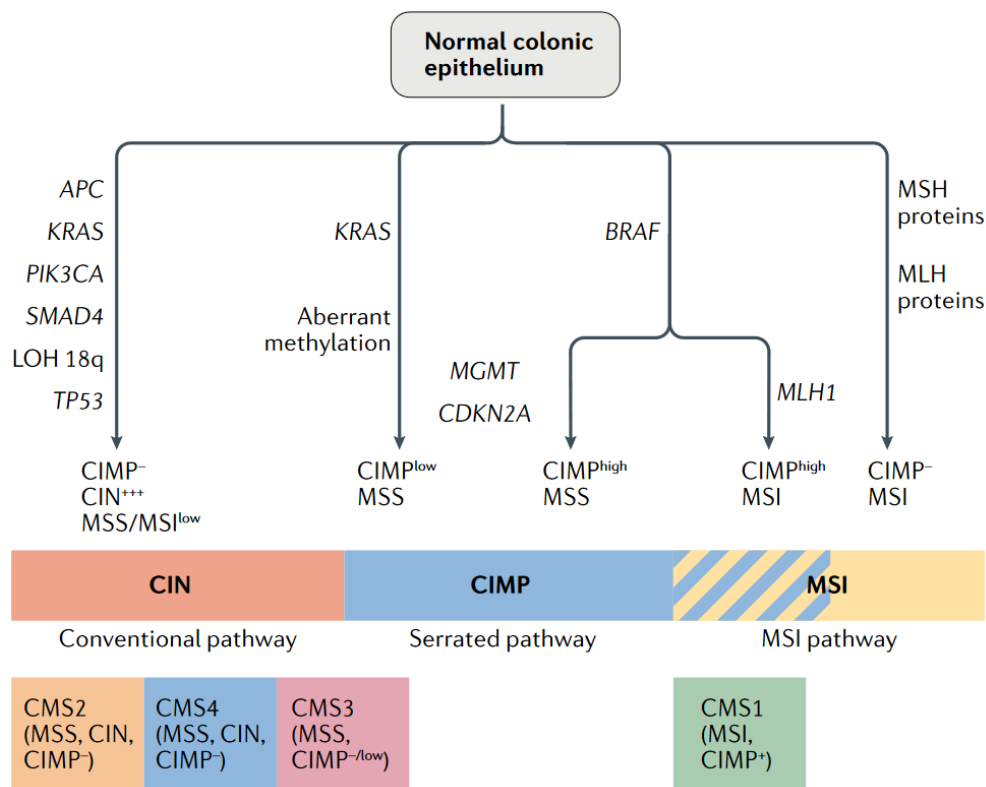 Normal colonic
epithelium
APC
KRAS
PIK3CA
SMAD4
LOH 18q
TP53
KRAS
Aberrant
methylation
BRAF
MGMT
CDKN2A
MLH1
MSH
proteins
MLH
proteins
CIMP⁻
CIN⁺⁺⁺
MSS/MSIˡᵒʷ
CIMPˡᵒʷ
MSS
CIMPʰⁱᵍʰ
MSS
CIMPʰⁱᵍʰ
MSI
CIMP⁻
MSI
CIN
CIMP
MSI
Conventional pathway
Serrated pathway
MSI pathway
CMS2
(MSS, CIN,
CIMP⁻)
CMS4
(MSS, CIN,
CIMP⁻)
CMS3
(MSS,
CIMP⁻/ˡᵒʷ)
CMS1
(MSI,
CIMP⁺)